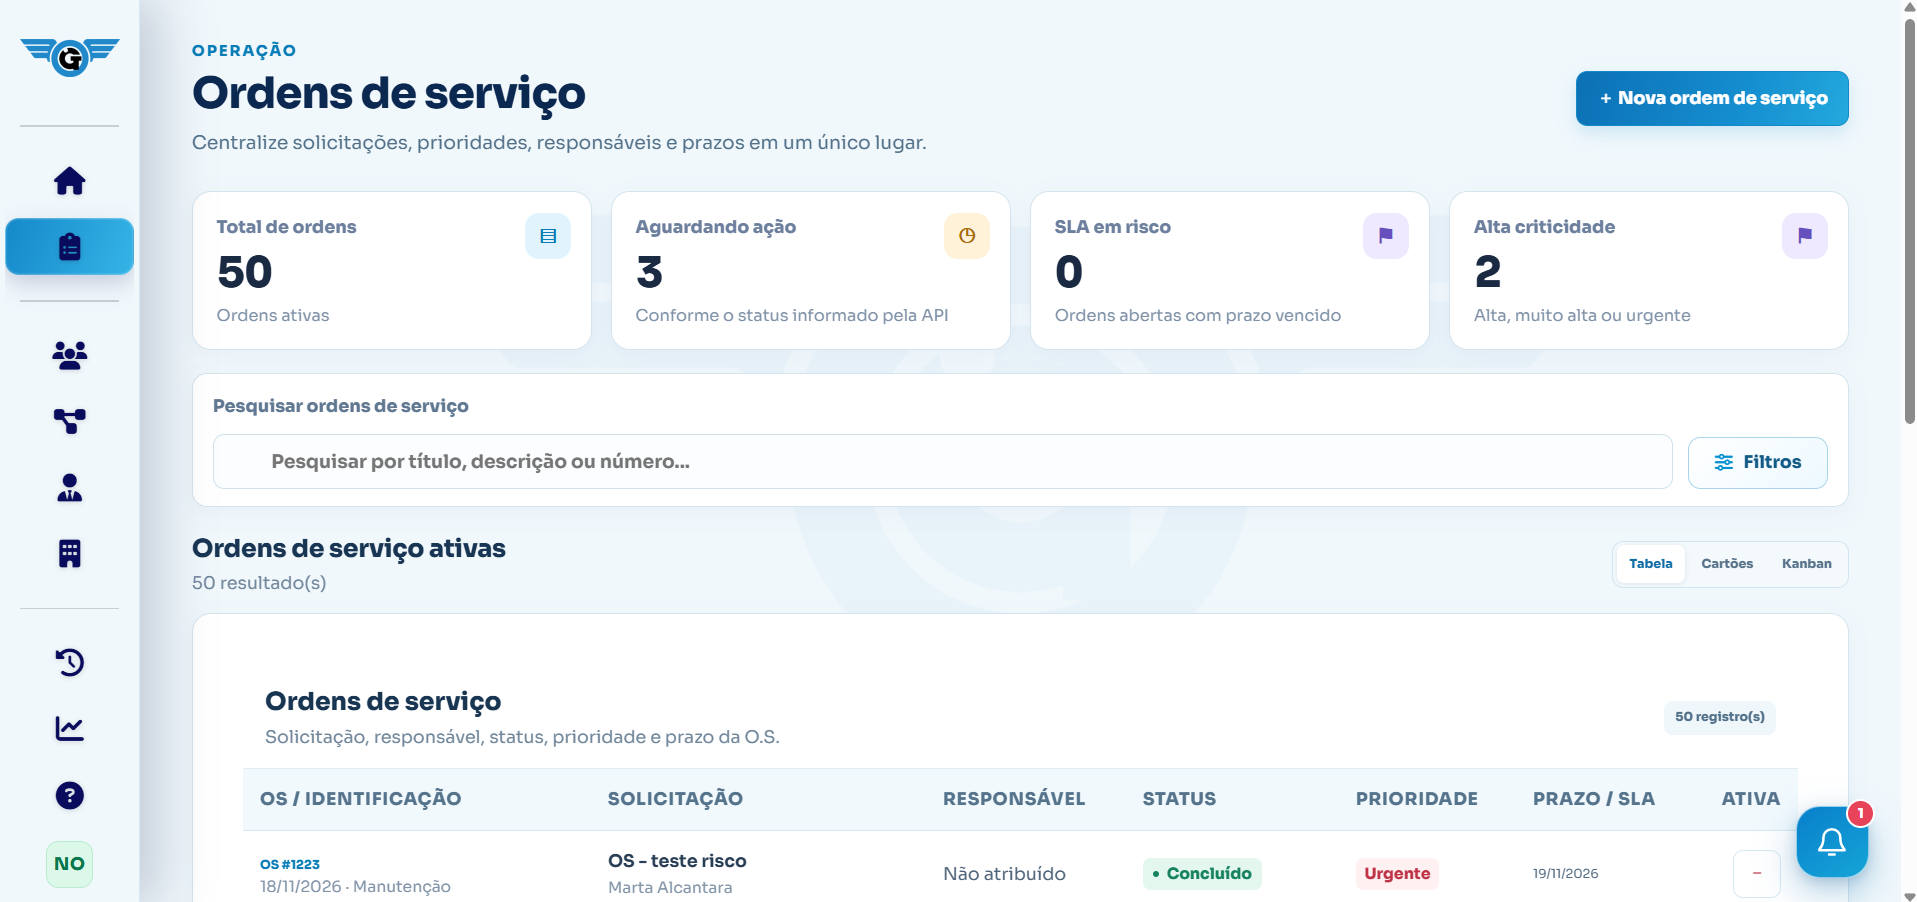 G
OPERAÇÃO
Ordens de serviço
Centralize solicitações, prioridades, responsáveis e prazos em um único lugar.
+ Nova ordem de serviço
Total de ordens
50
Ordens ativas
Aguardando ação
3
Conforme o status informado pela API
SLA em risco
0
Ordens abertas com prazo vencido
Alta criticidade
2
Alta, muito alta ou urgente
Pesquisar ordens de serviço
Pesquisar por título, descrição ou número...
Filtros
Ordens de serviço ativas
50 resultado(s)
Tabela Cartões Kanban
Ordens de serviço
Solicitação, responsável, status, prioridade e prazo da O.S.
50 registro(s)
OS / IDENTIFICAÇÃO SOLICITAÇÃO RESPONSÁVEL STATUS PRIORIDADE PRAZO / SLA ATIVA
OS #1223
18/11/2026 · Manutenção
OS - teste risco
Marta Alcantara
Não atribuído
• Concluído
Urgente
19/11/2026
–
1
?
NO